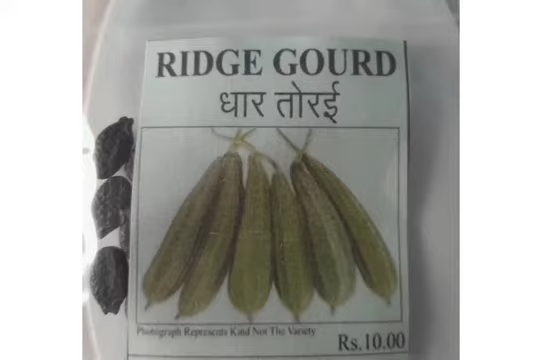 RIDGE GOURD
धार तोरई
Photograph Represents Kind Not The Variety
Rs.10.00